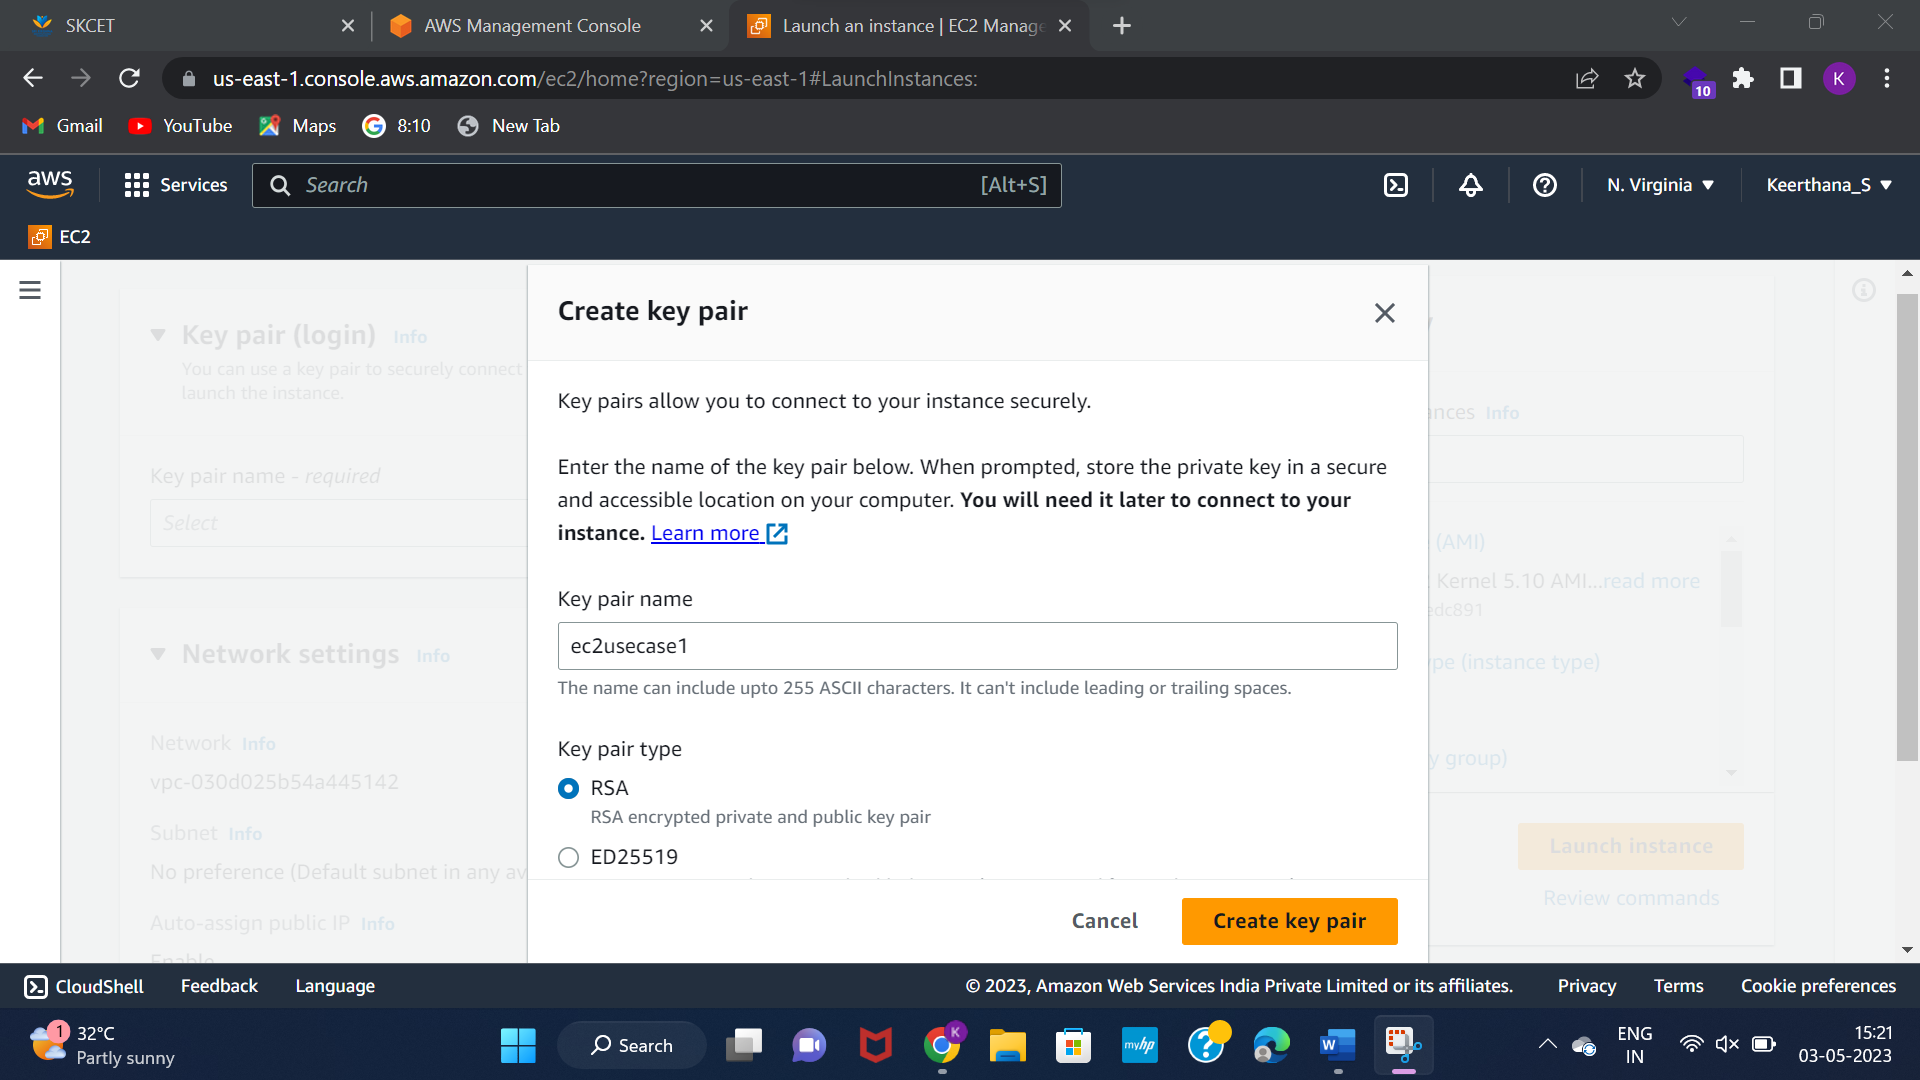 SKCET
AWS Management Console
Launch an instance | EC2 Manage
us-east-1.console.aws.amazon.com/ec2/home?region=us-east-1#LaunchInstances:
10
K
Gmail
YouTube
Maps
8:10
New Tab
aws
Services
Search
[Alt+S]
N. Virginia
Keerthana_S
EC2
Key pair (login) Info
You can use a key pair to securely connect
launch the instance.
Key pair name - required
Select
Network settings Info
Network Info
vpc-030d025b54a445142
Subnet Info
No preference (Default subnet in any av
Auto-assign public IP Info
Enable
Create key pair
Key pairs allow you to connect to your instance securely.
Enter the name of the key pair below. When prompted, store the private key in a secure
and accessible location on your computer. You will need it later to connect to your
instance. Learn more
Key pair name
ec2usecase1
The name can include upto 255 ASCII characters. It can't include leading or trailing spaces.
Key pair type
RSA
RSA encrypted private and public key pair
ED25519
Cancel
Create key pair
ances Info
(AMI)
Kernel 5.10 AMI...read more
edc891
ype (instance type)
y group)
Launch instance
Review commands
CloudShell
Feedback
Language
© 2023, Amazon Web Services India Private Limited or its affiliates.
Privacy
Terms
Cookie preferences
1
32°C
Partly sunny
Search
K
myhp
W
ENG
IN
15:21
03-05-2023